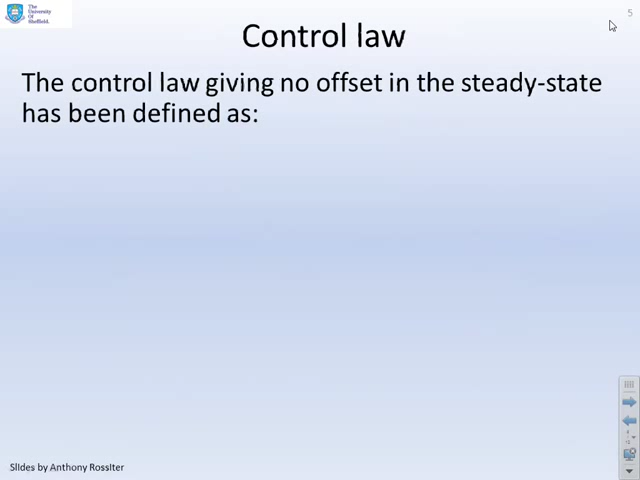 The
University
Of
Sheffield.
5
Control law
The control law giving no offset in the steady-state
has been defined as:
Slides by Anthony Rossiter